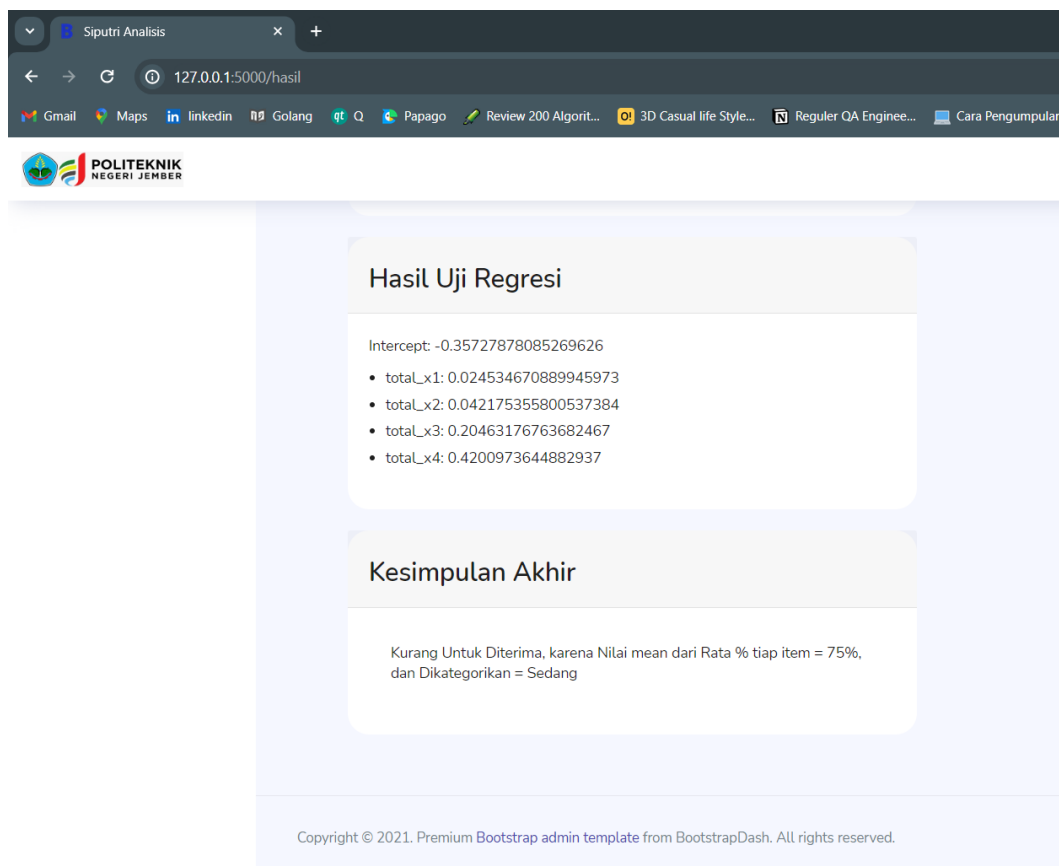 Siputri Analisis
127.0.0.1:5000/hasil
Gmail Maps in linkedin Golang qt Q Papago Review 200 Algorit... O! 3D Casual life Style... Reguler QA Enginee... Cara Pengumpular
POLITEKNIK
NEGERI JEMBER
Hasil Uji Regresi
Intercept: -0.35727878085269626
• total_x1: 0.024534670889945973
• total_x2: 0.042175355800537384
• total_x3: 0.20463176763682467
• total_x4: 0.4200973644882937
Kesimpulan Akhir
Kurang Untuk Diterima, karena Nilai mean dari Rata % tiap item = 75%,
dan Dikategorikan = Sedang
Copyright © 2021. Premium Bootstrap admin template from BootstrapDash. All rights reserved.